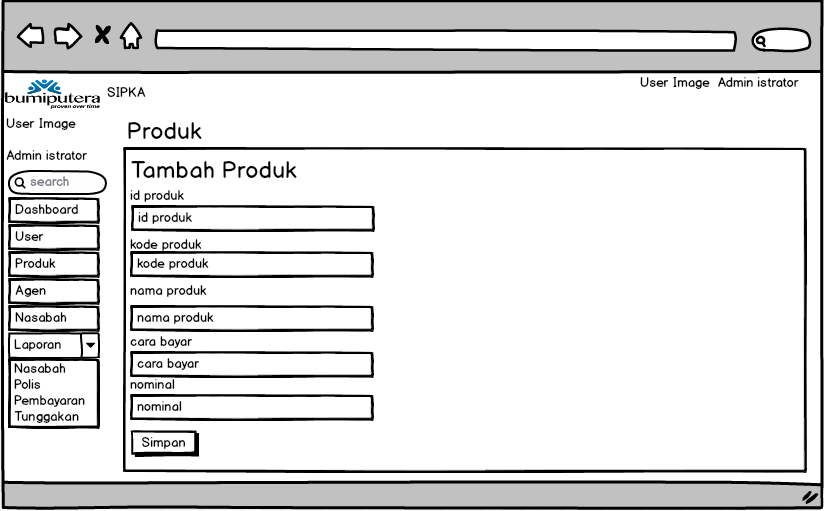 User Image Admin istrator
bumiputera
proven over time
SIPKA
User Image
Admin istrator
search
Dashboard
User
Produk
Agen
Nasabah
Laporan
Nasabah
Polis
Pembayaran
Tunggakan
Produk
Tambah Produk
id produk
id produk
kode produk
kode produk
nama produk
nama produk
cara bayar
cara bayar
nominal
nominal
Simpan